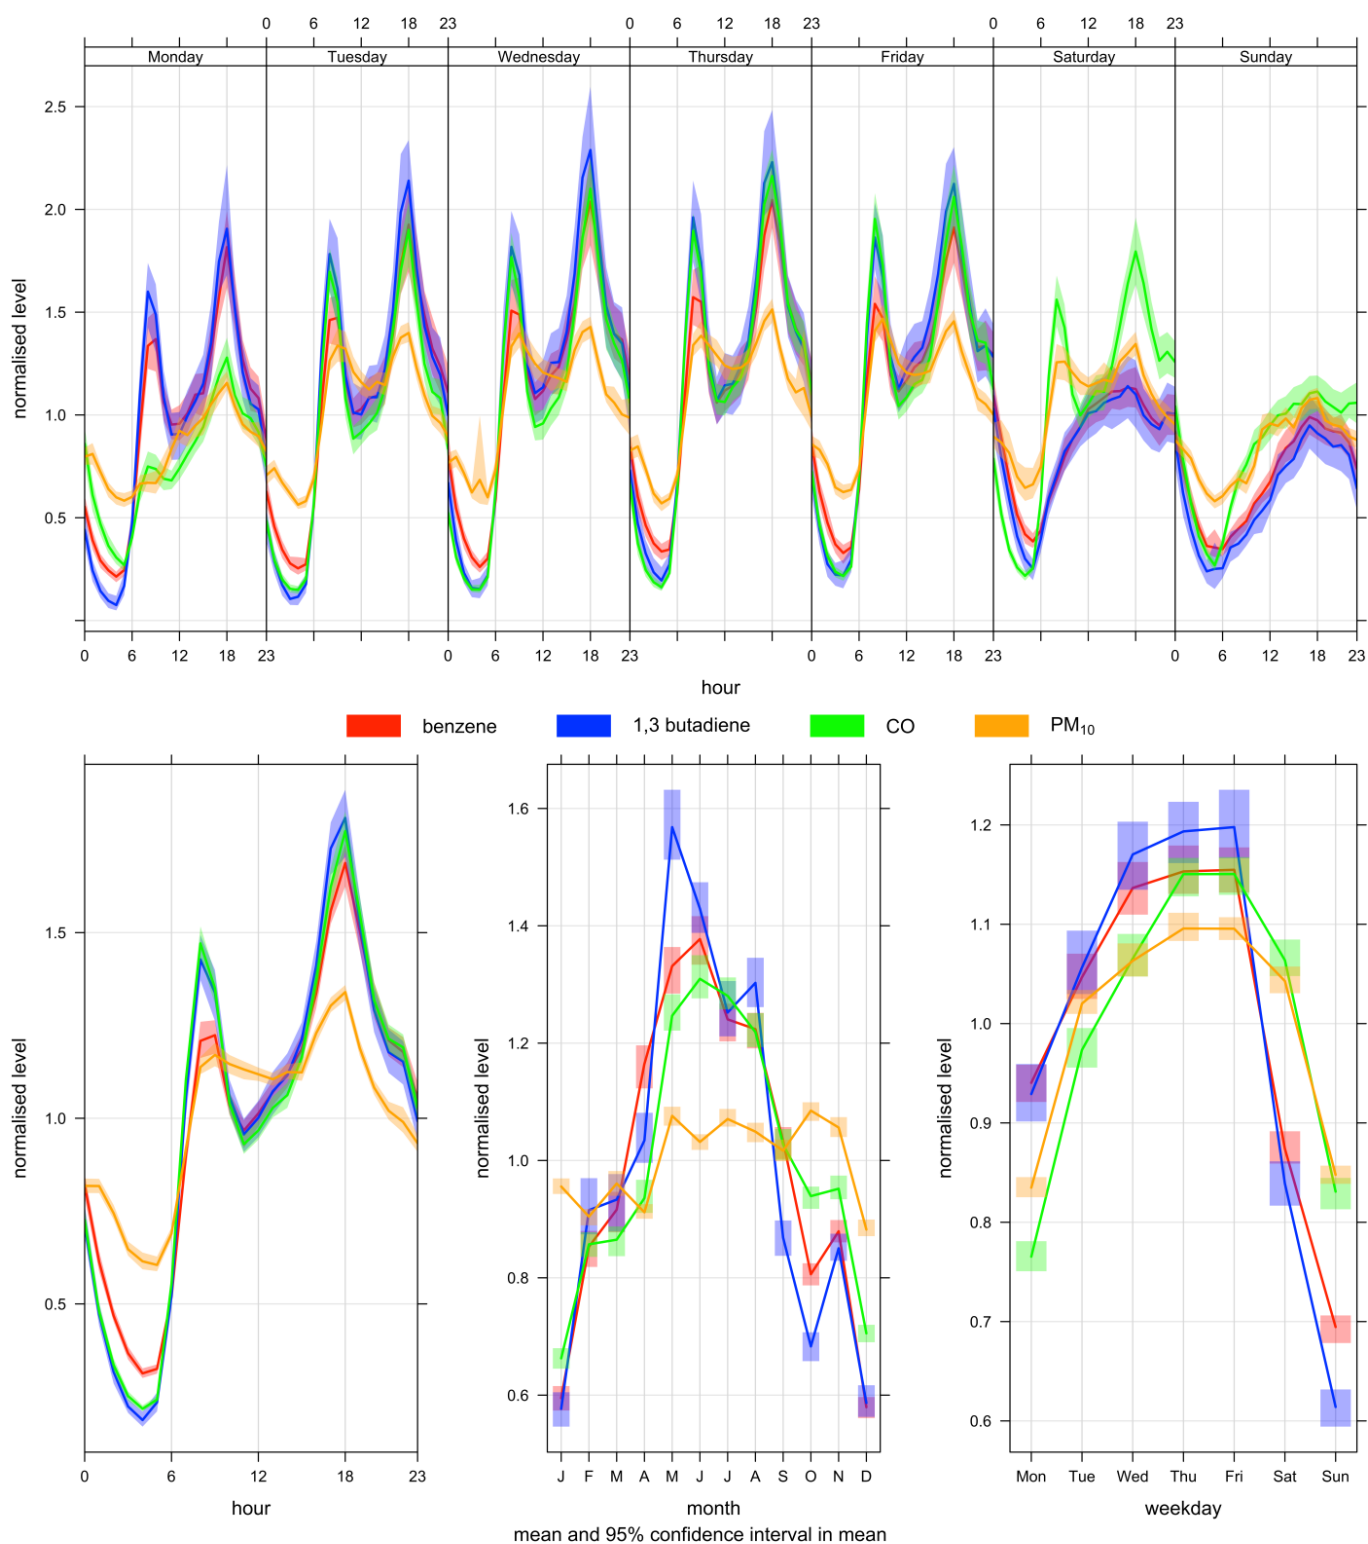 0 6 12 18 23 0 6 12 18 23 0 6 12 18 23
Monday Tuesday Wednesday Thursday Friday Saturday Sunday
2.5
2.0
1.5
1.0
0.5
normalised level
0 6 12 18 23 0 6 12 18 23 0 6 12 18 23 0 6 12 18 23
hour
benzene 1,3 butadiene CO PM₁₀
1.5
1.0
0.5
normalised level
0 6 12 18 23
hour
1.6
1.4
1.2
1.0
0.8
0.6
normalised level
J F M A M J J A S O N D
month
1.2
1.1
1.0
0.9
0.8
0.7
0.6
normalised level
Mon Tue Wed Thu Fri Sat Sun
weekday
mean and 95% confidence interval in mean